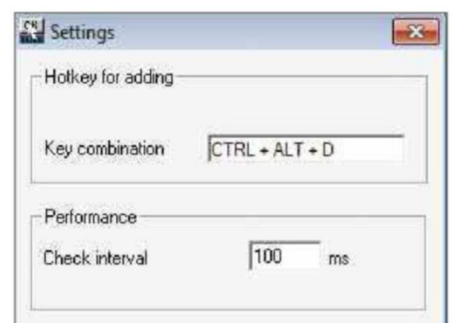 Settings
Hotkey for adding
Key combination CTRL + ALT + D
Performance
Check interval 100 ms